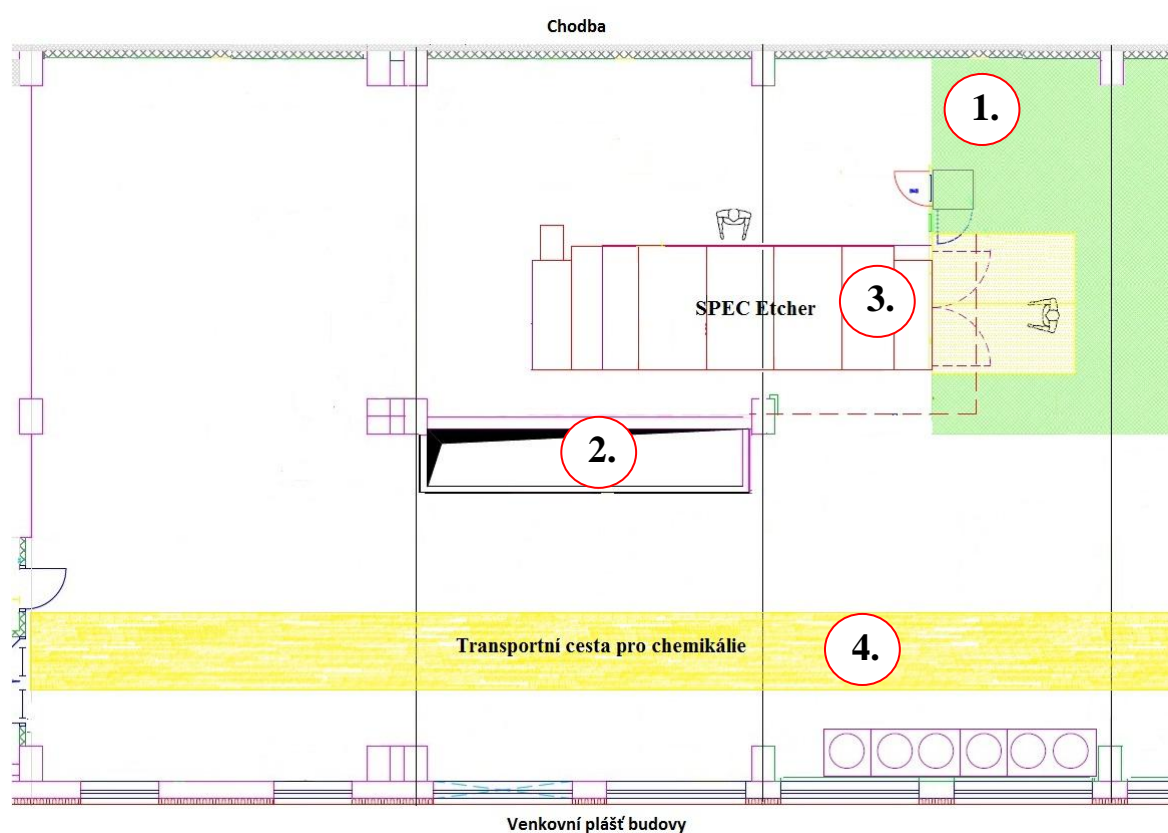 Chodba
1.
SPEC Etcher
3.
2.
Transportní cesta pro chemikálie
4.
Venkovní plášť budovy